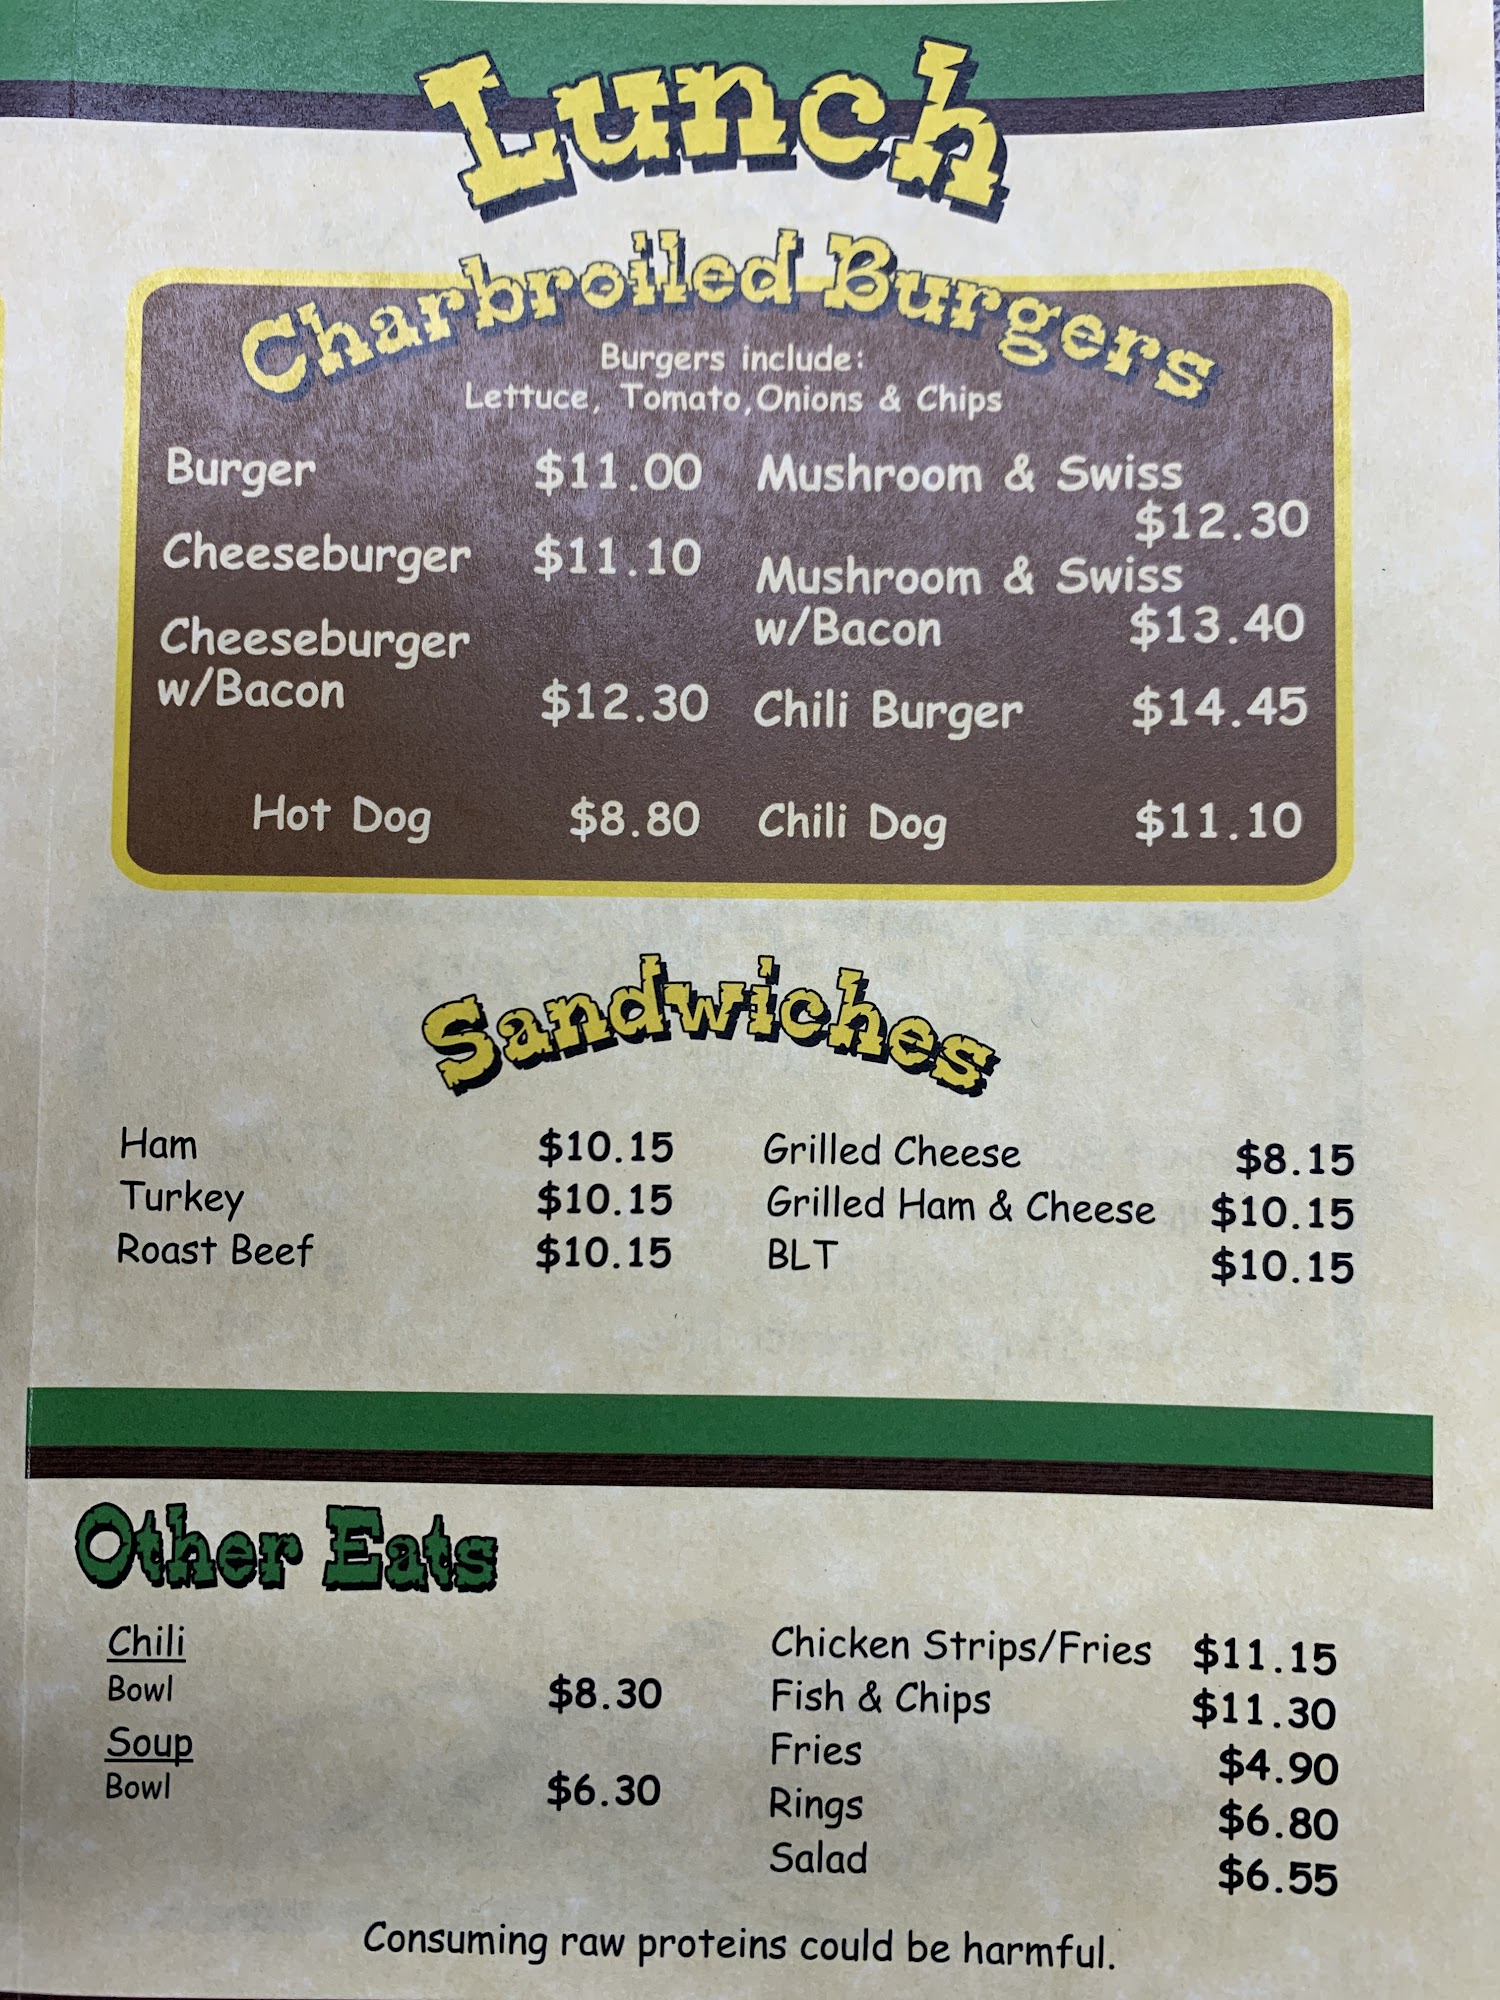 Lunch
Charbroiled Burgers
Burgers include:
Lettuce, Tomato, Onions & Chips
Burger $11.00
Cheeseburger $11.10
Cheeseburger
w/Bacon $12.30
Hot Dog $8.80
Mushroom & Swiss
$12.30
Mushroom & Swiss
w/Bacon $13.40
Chili Burger $14.45
Chili Dog $11.10
Sandwiches
Ham $10.15
Turkey $10.15
Roast Beef $10.15
Grilled Cheese $8.15
Grilled Ham & Cheese $10.15
BLT $10.15
Other Eats
Chili
Bowl $8.30
Soup
Bowl $6.30
Chicken Strips/Fries $11.15
Fish & Chips $11.30
Fries $4.90
Rings $6.80
Salad $6.55
Consuming raw proteins could be harmful.